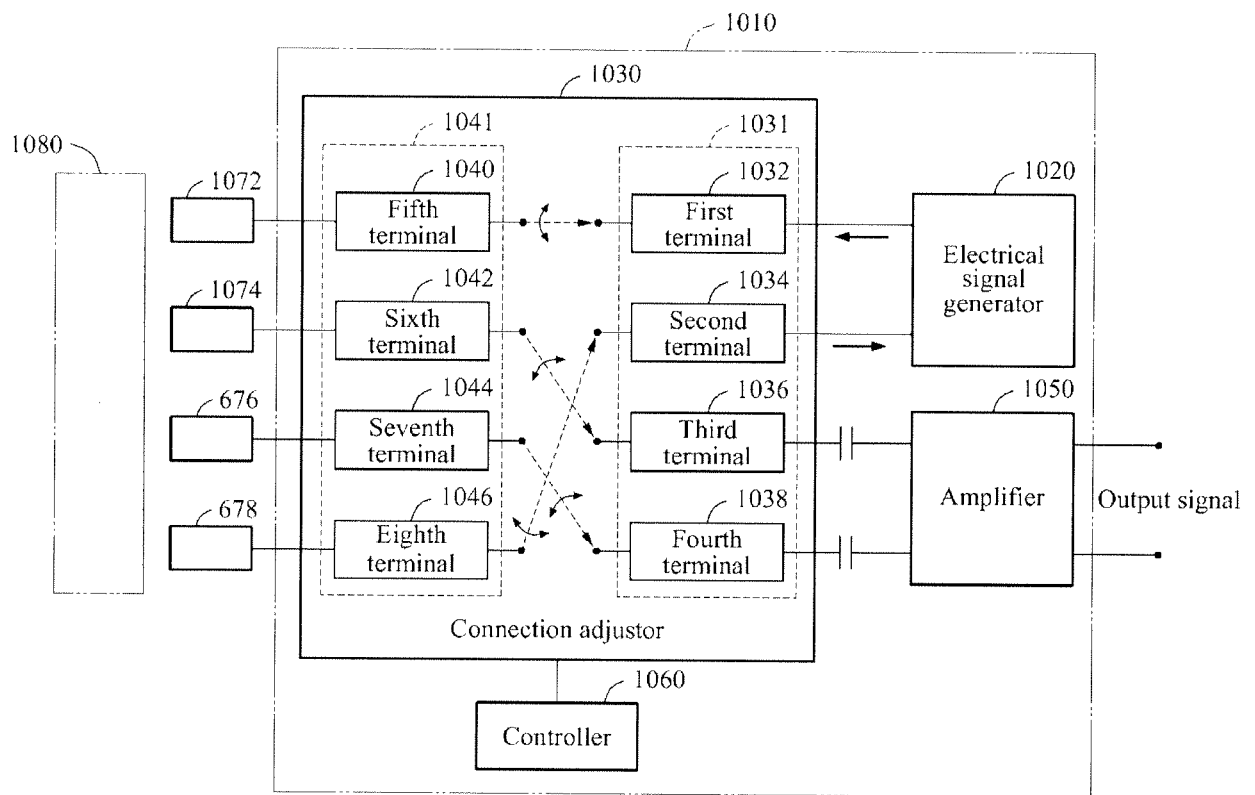 1010
1030
1080
1041
1031
1072
1040
1032
1020
Fifth
terminal
First
terminal
Electrical
signal
generator
1074
1042
1034
Sixth
terminal
Second
terminal
676
1044
1036
1050
Seventh
terminal
Third
terminal
Amplifier
Output signal
678
1046
1038
Eighth
terminal
Fourth
terminal
Connection adjustor
1060
Controller